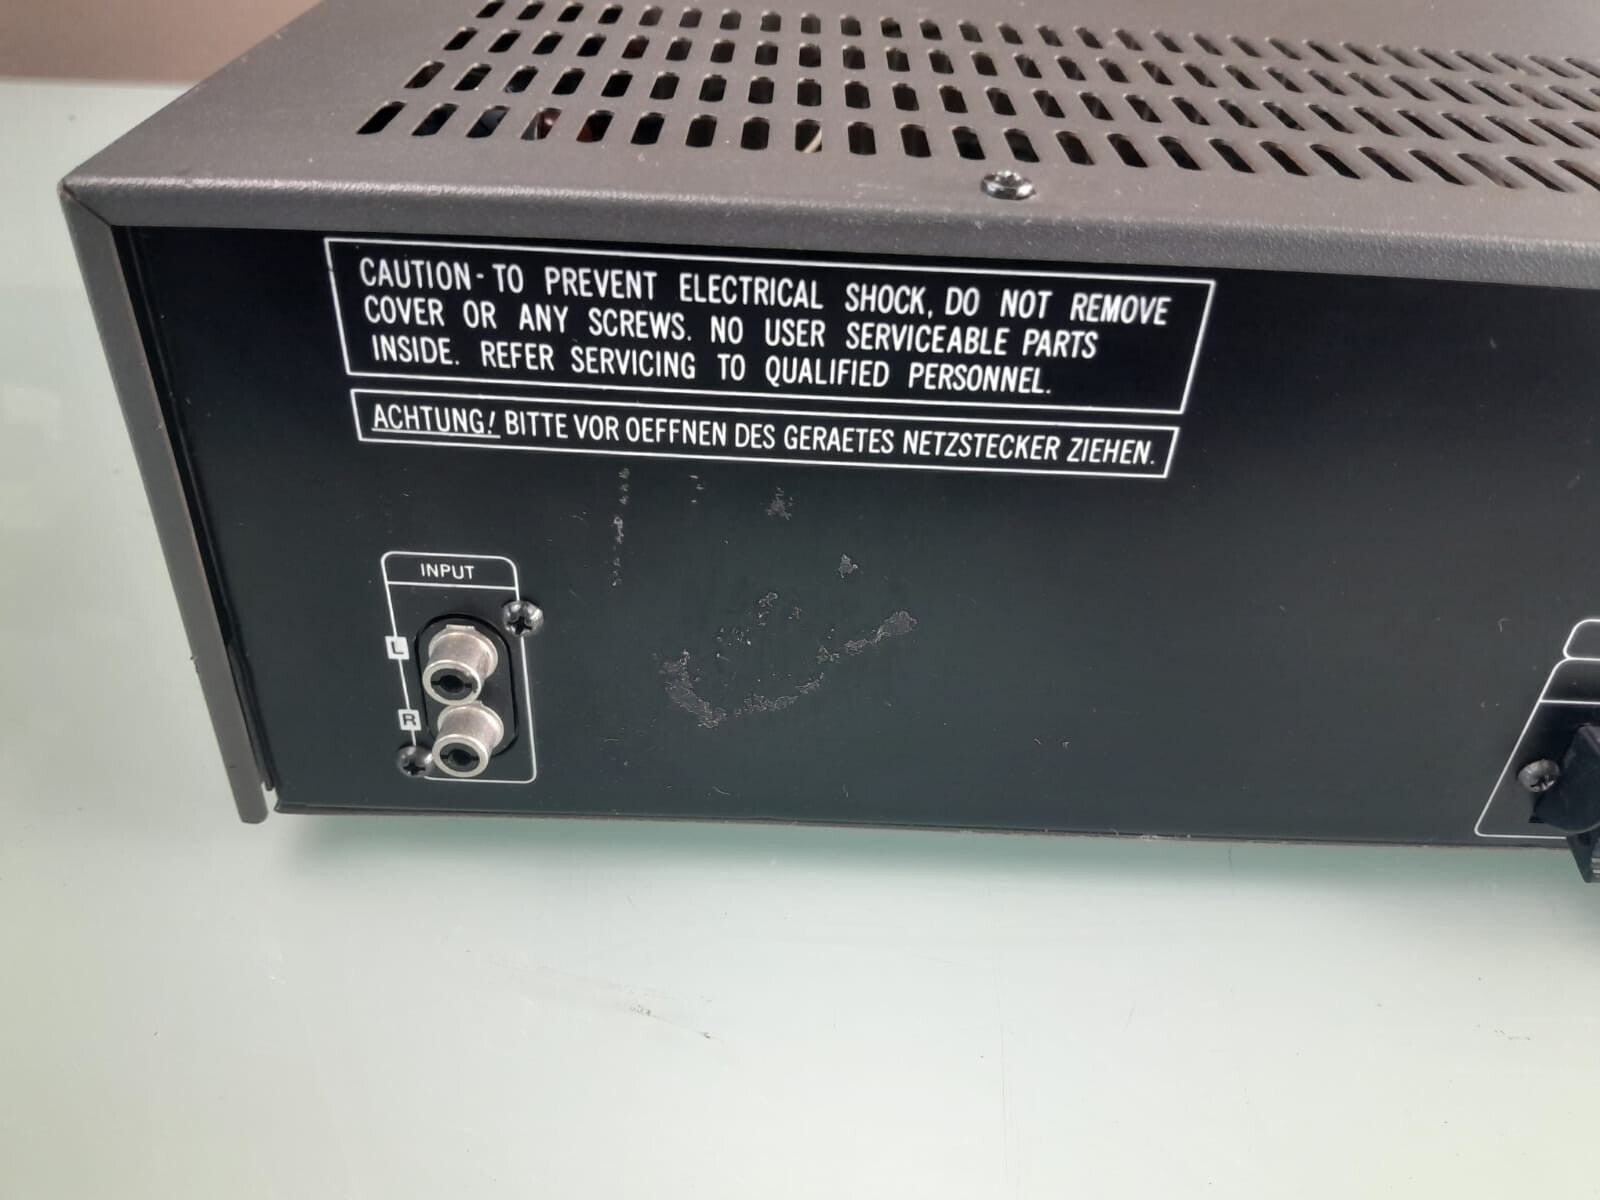 CAUTION - TO PREVENT ELECTRICAL SHOCK, DO NOT REMOVE
COVER OR ANY SCREWS. NO USER SERVICEABLE PARTS
INSIDE. REFER SERVICING TO QUALIFIED PERSONNEL.
ACHTUNG! BITTE VOR OEFFNEN DES GERAETES NETZSTECKER ZIEHEN.
INPUT
L
R